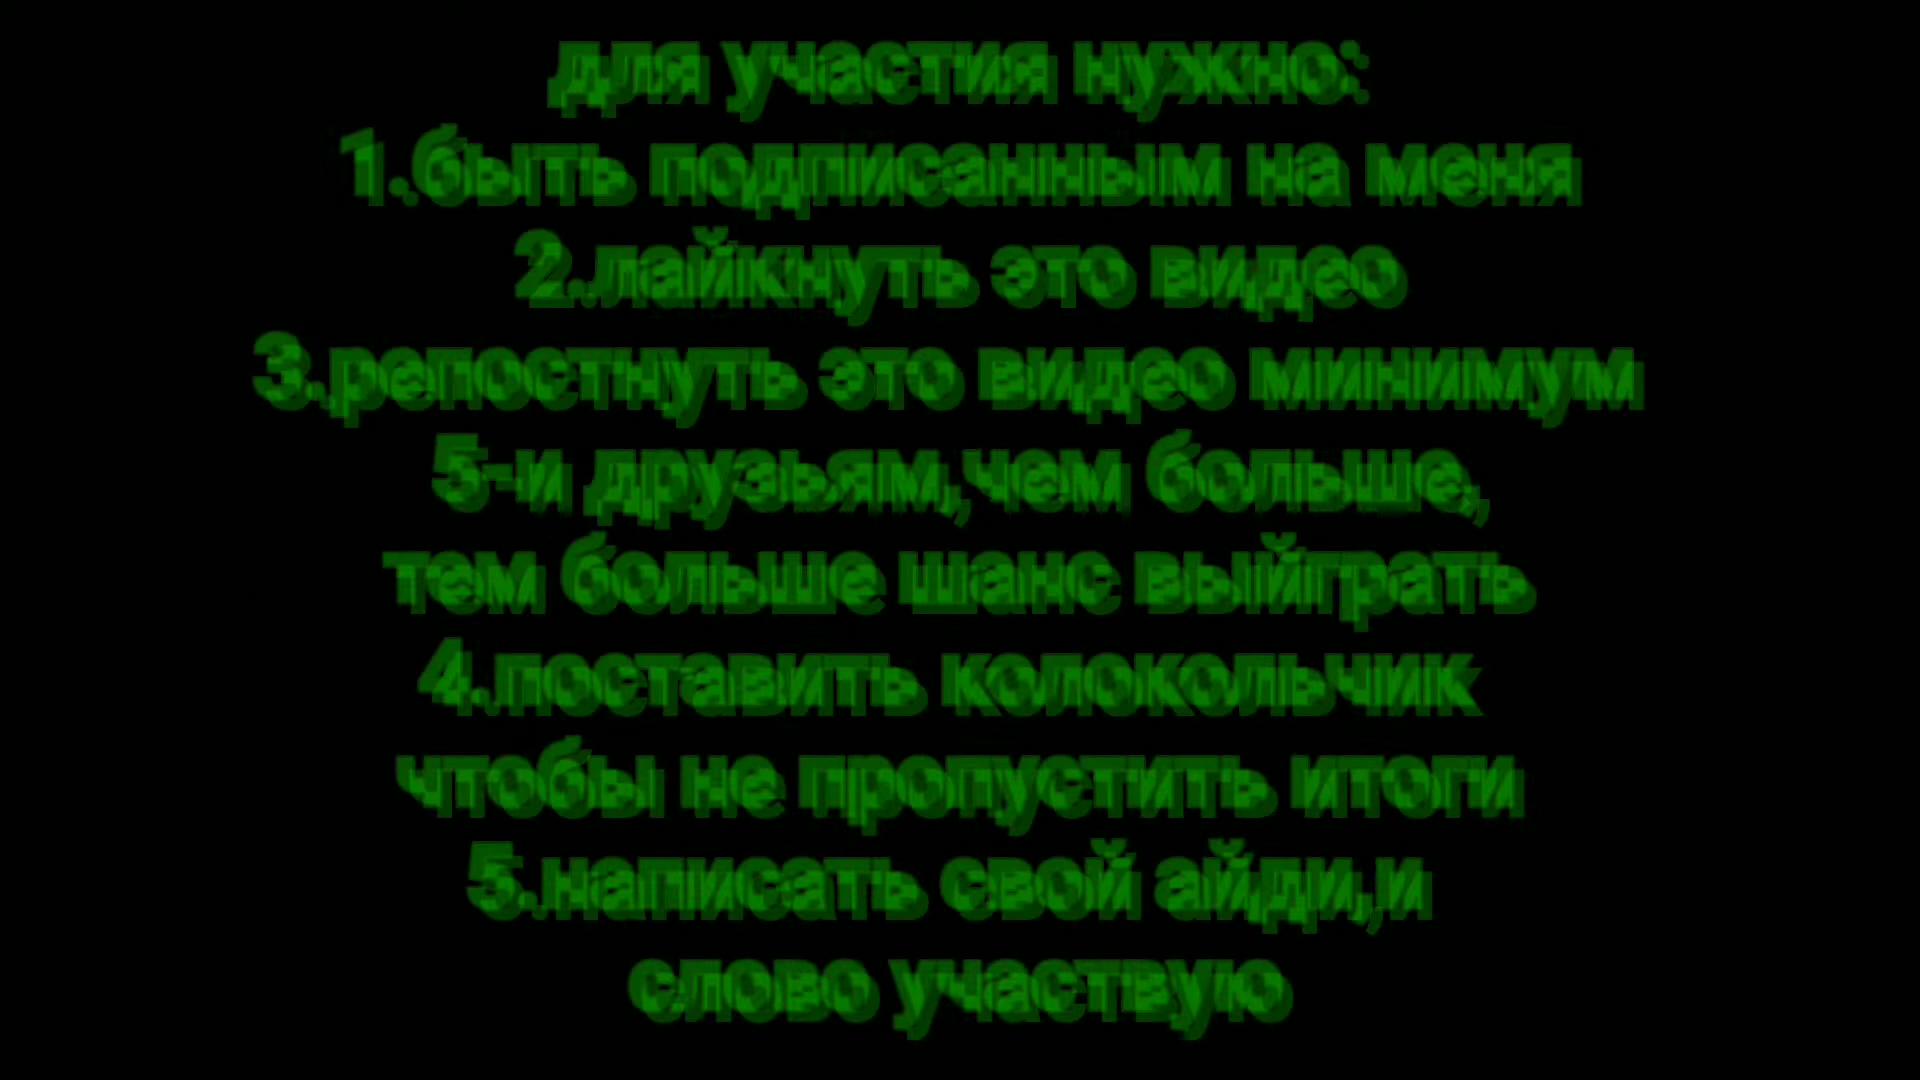 для участия нужно:
1.быть подписанным на меня
2..лайкнуть это видео
3.репостнуть это видео минимум
5-и друзьям,чем больше,
тем больше шанс выйграть
4.поставить колокольчик
чтобы не пропустить итоги
5.написать свой айди,и
слово участвую